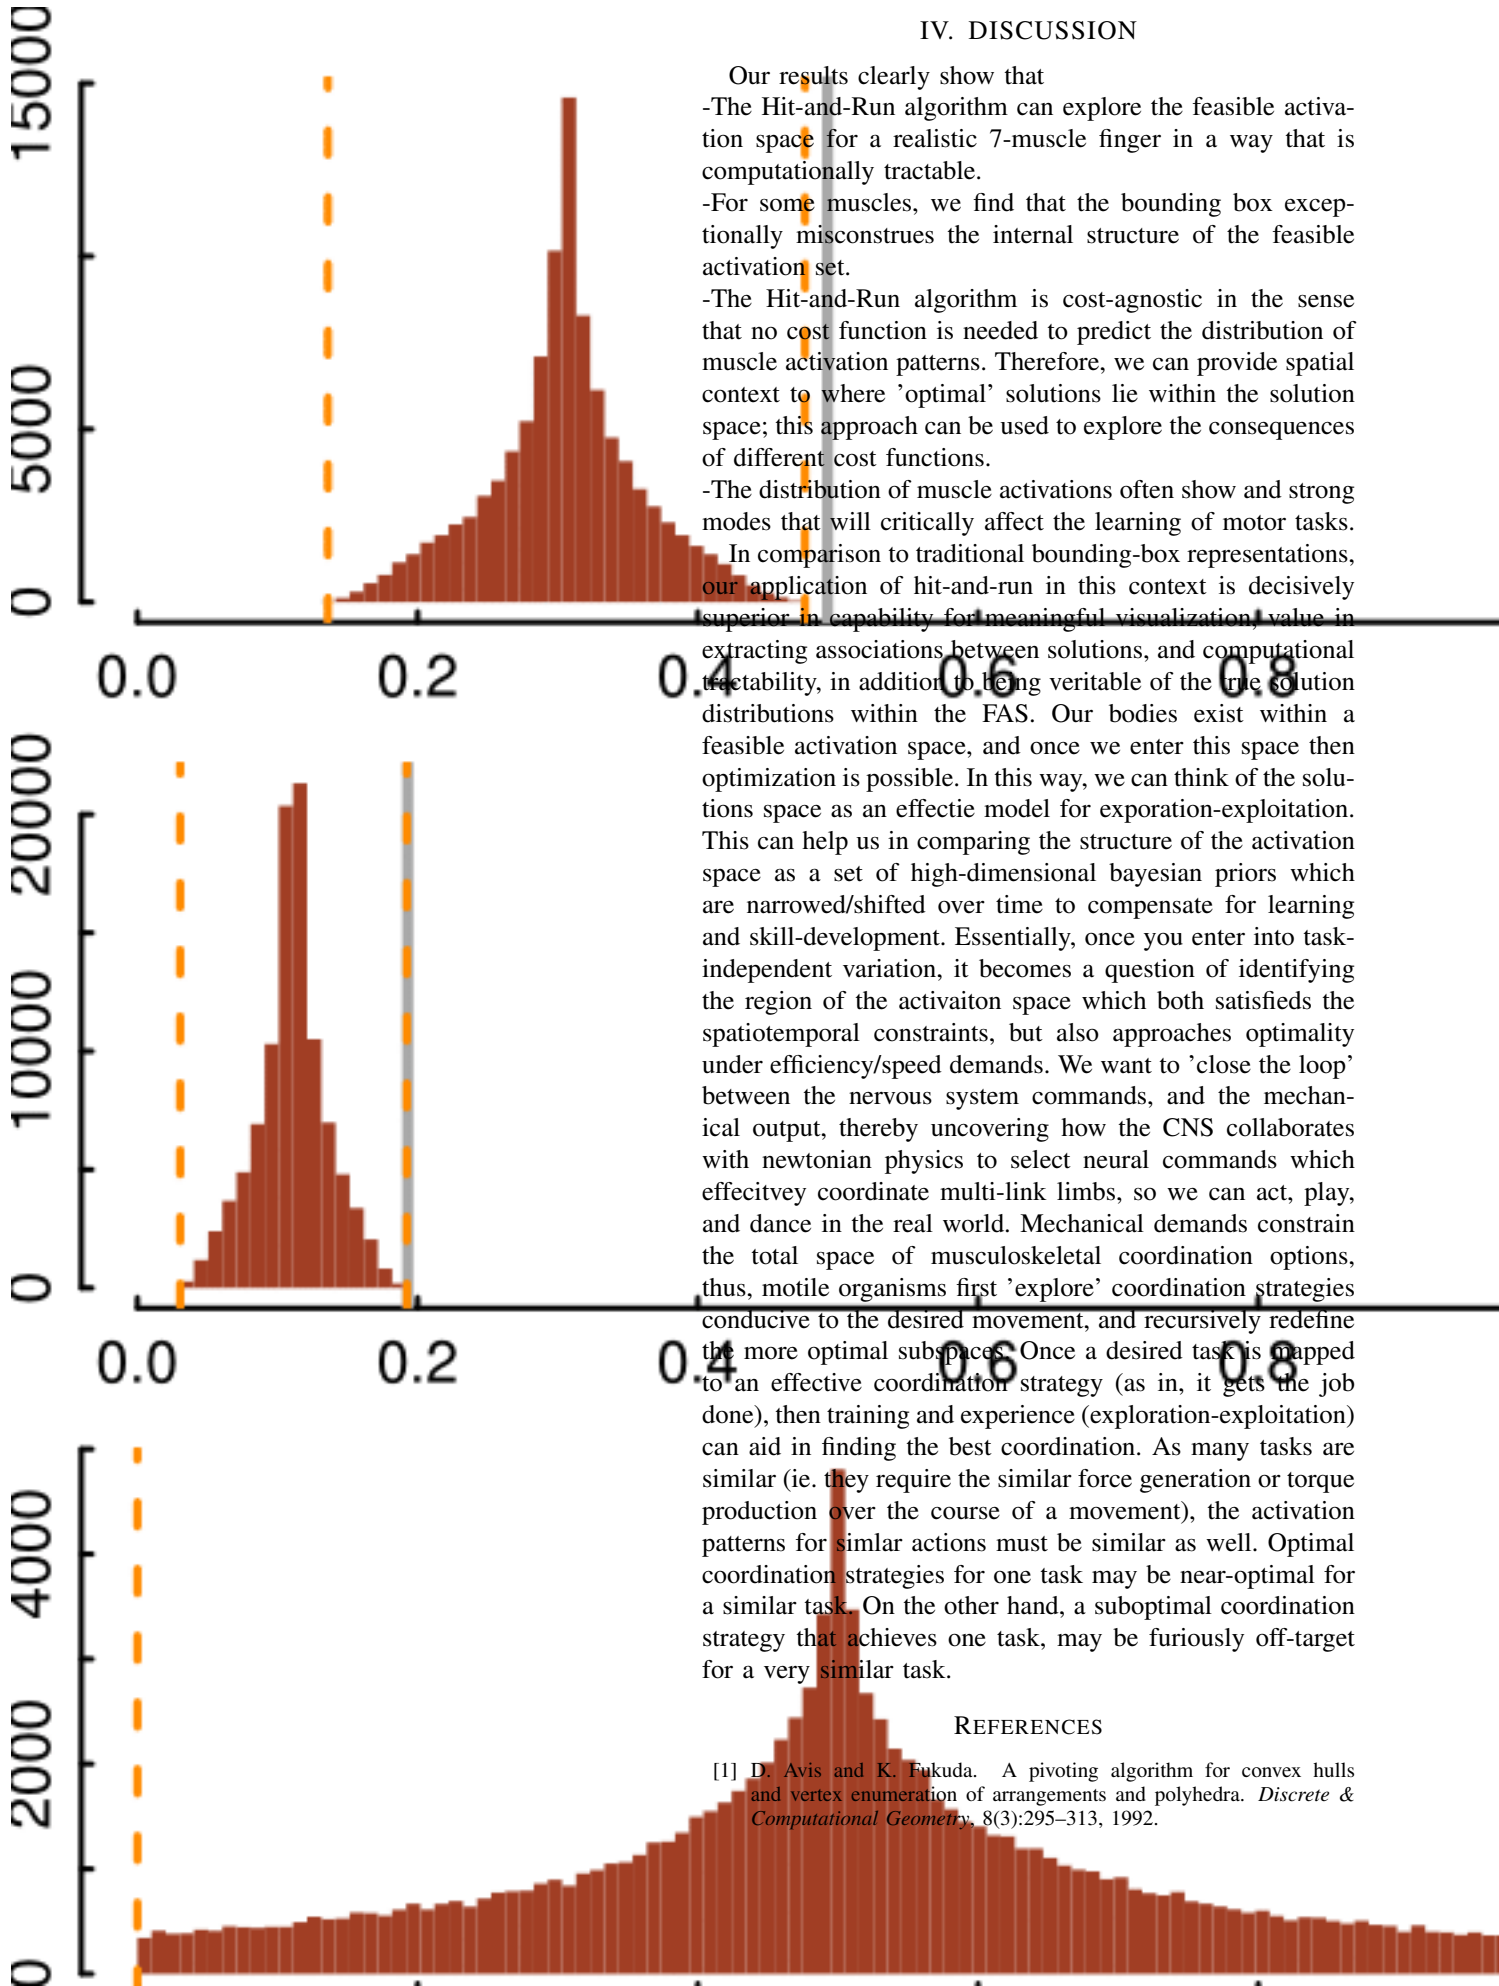 15000
5000
0
0.0 0.2 0.4 0.6 0.8
20000
10000
0
0.0 0.2 0.4 0.6 0.8
4000
2000
0
IV. DISCUSSION
Our results clearly show that
-The Hit-and-Run algorithm can explore the feasible activa-
tion space for a realistic 7-muscle finger in a way that is
computationally tractable.
-For some muscles, we find that the bounding box excep-
tionally misconstrues the internal structure of the feasible
activation set.
-The Hit-and-Run algorithm is cost-agnostic in the sense
that no cost function is needed to predict the distribution of
muscle activation patterns. Therefore, we can provide spatial
context to where 'optimal' solutions lie within the solution
space; this approach can be used to explore the consequences
of different cost functions.
-The distribution of muscle activations often show and strong
modes that will critically affect the learning of motor tasks.
In comparison to traditional bounding-box representations,
our application of hit-and-run in this context is decisively
superior in capability for meaningful visualization, value in
extracting associations between solutions, and computational
tractability, in addition to being veritable of the true solution
distributions within the FAS. Our bodies exist within a
feasible activation space, and once we enter this space then
optimization is possible. In this way, we can think of the solu-
tions space as an effectie model for exporation-exploitation.
This can help us in comparing the structure of the activation
space as a set of high-dimensional bayesian priors which
are narrowed/shifted over time to compensate for learning
and skill-development. Essentially, once you enter into task-
independent variation, it becomes a question of identifying
the region of the activaiton space which both satisfieds the
spatiotemporal constraints, but also approaches optimality
under efficiency/speed demands. We want to 'close the loop'
between the nervous system commands, and the mechan-
ical output, thereby uncovering how the CNS collaborates
with newtonian physics to select neural commands which
effecitvey coordinate multi-link limbs, so we can act, play,
and dance in the real world. Mechanical demands constrain
the total space of musculoskeletal coordination options,
thus, motile organisms first 'explore' coordination strategies
conducive to the desired movement, and recursively redefine
the more optimal subspaces. Once a desired task is mapped
to an effective coordination strategy (as in, it gets the job
done), then training and experience (exploration-exploitation)
can aid in finding the best coordination. As many tasks are
similar (ie. they require the similar force generation or torque
production over the course of a movement), the activation
patterns for simlar actions must be similar as well. Optimal
coordination strategies for one task may be near-optimal for
a similar task. On the other hand, a suboptimal coordination
strategy that achieves one task, may be furiously off-target
for a very similar task.
REFERENCES
[1] D. Avis and K. Fukuda. A pivoting algorithm for convex hulls
and vertex enumeration of arrangements and polyhedra. Discrete &
Computational Geometry, 8(3):295–313, 1992.